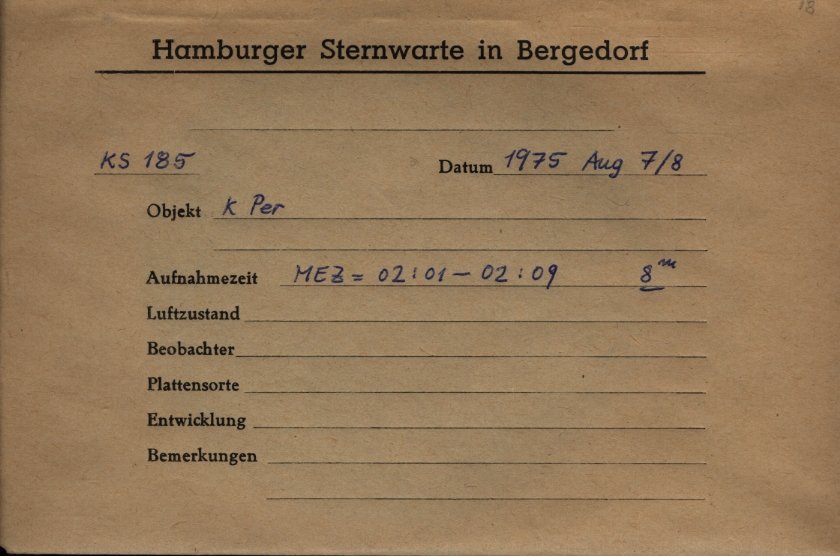 18
Hamburger Sternwarte in Bergedorf
KS 185 Datum 1975 Aug 7/8
Objekt K Per
Aufnahmezeit MEZ = 02:01 – 02:09 8 m
Luftzustand
Beobachter
Plattensorte
Entwicklung
Bemerkungen